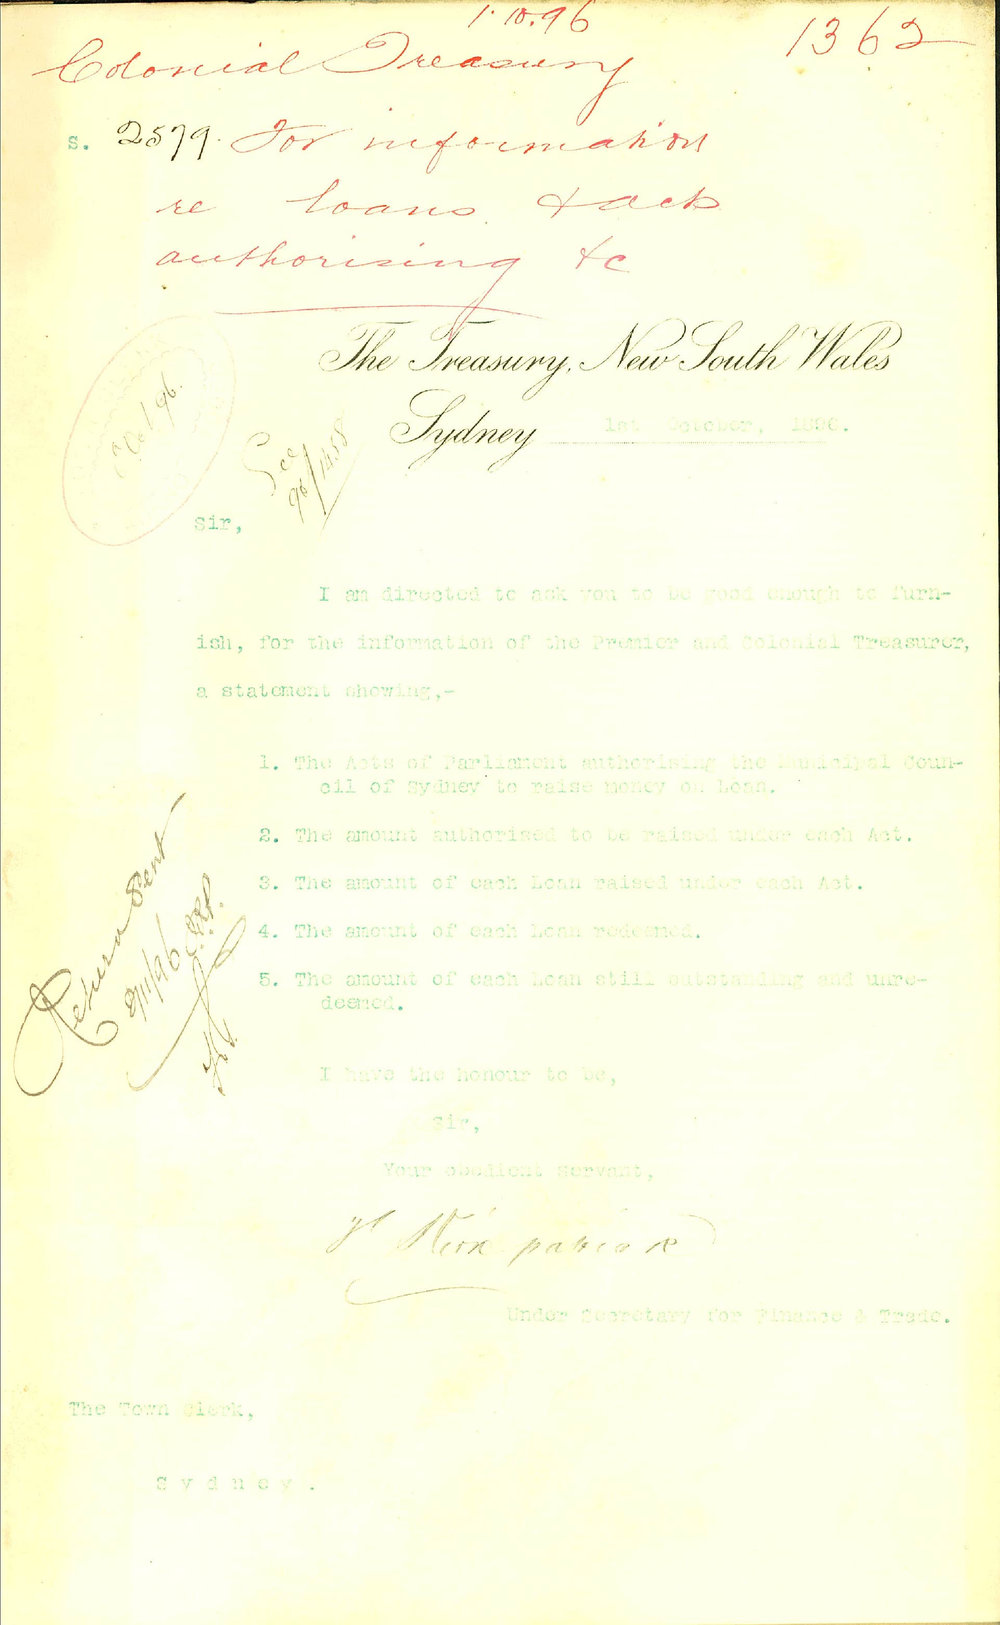 1.10.96
1362
Colonial Treasury
S. 2579. For information
re loans & acts
authorising &c
The Treasury, New South Wales
Sydney 1st October, 1896.
Oct 96.
See
96/1458
Sir,
I am directed to ask you to be good enough to furn-
ish, for the information of the Premier and Colonial Treasurer,
a statement showing,-
1. The Acts of Parliament authorising the Municipal Coun-
cil of Sydney to raise money on Loan.
2. The amount authorised to be raised under each Act.
3. The amount of each Loan raised under each Act.
4. The amount of each Loan redeemed.
5. The amount of each Loan still outstanding and unre-
deemed.
Return Sent
9/11/96
I have the honour to be,
Sir,
Your obedient servant,
Kirkpatrick
Under Secretary for Finance & Trade.
The Town Clerk,
Sydney.